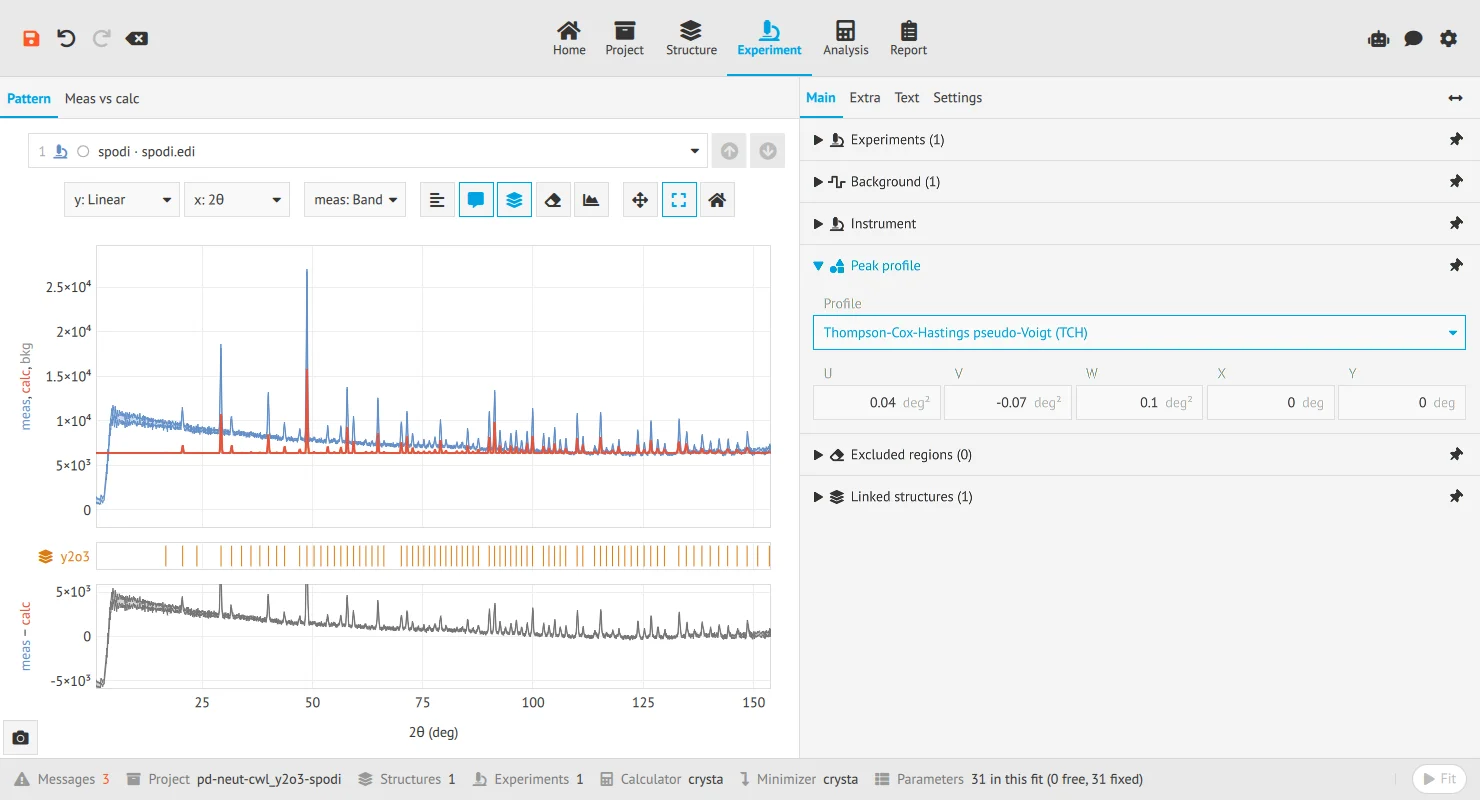 Home Project Structure Experiment Analysis Report
Pattern Meas vs calc
Main Extra Text Settings
1 spodi · spodi.edi
y: Linear x: 2θ meas: Band
meas, calc, bkg
2.5×10⁴
2×10⁴
1.5×10⁴
1×10⁴
5×10³
0
y2o3
meas − calc
5×10³
0
-5×10³
25 50 75 100 125 150
2θ (deg)
Experiments (1)
Background (1)
Instrument
Peak profile
Profile
Thompson-Cox-Hastings pseudo-Voigt (TCH)
U V W X Y
0.04 deg² -0.07 deg² 0.1 deg² 0 deg 0 deg
Excluded regions (0)
Linked structures (1)
Messages 3 Project pd-neut-cwl_y2o3-spodi Structures 1 Experiments 1 Calculator crysta Minimizer crysta Parameters 31 in this fit (0 free, 31 fixed) Fit